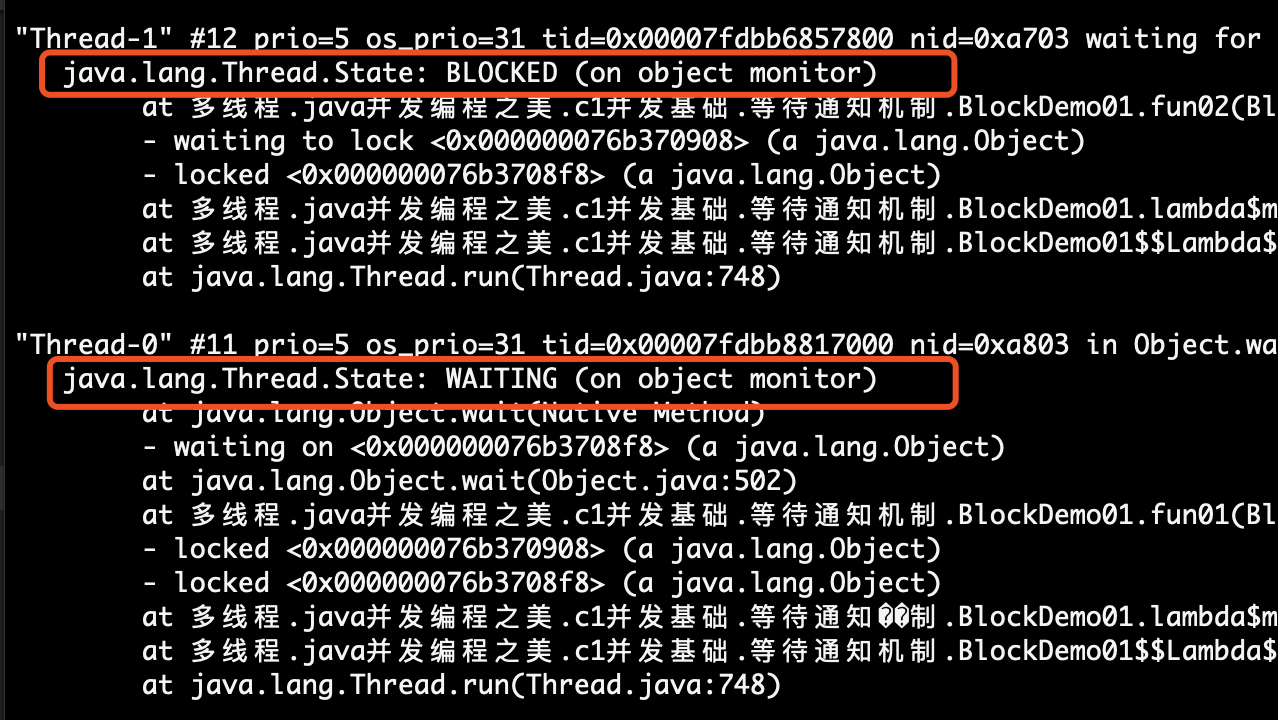 "Thread-1" #12 prio=5 os_prio=31 tid=0x00007fdbb6857800 nid=0xa703 waiting for
java.lang.Thread.State: BLOCKED (on object monitor)
at 多线程.java并发编程之美.c1并发基础.等待通知机制.BlockDemo01.fun02(Bl
- waiting to lock <0x000000076b370908> (a java.lang.Object)
- locked <0x000000076b3708f8> (a java.lang.Object)
at 多线程.java并发编程之美.c1并发基础.等待通知机制.BlockDemo01.lambda$m
at 多线程.java并发编程之美.c1并发基础.等待通知机制.BlockDemo01$$Lambda$
at java.lang.Thread.run(Thread.java:748)
"Thread-0" #11 prio=5 os_prio=31 tid=0x00007fdbb8817000 nid=0xa803 in Object.wa
java.lang.Thread.State: WAITING (on object monitor)
at java.lang.Object.wait(Native Method)
- waiting on <0x000000076b3708f8> (a java.lang.Object)
at java.lang.Object.wait(Object.java:502)
at 多线程.java并发编程之美.c1并发基础.等待通知机制.BlockDemo01.fun01(Bl
- locked <0x000000076b370908> (a java.lang.Object)
- locked <0x000000076b3708f8> (a java.lang.Object)
at 多线程.java并发编程之美.c1并发基础.等待通知��制.BlockDemo01.lambda$m
at 多线程.java并发编程之美.c1并发基础.等待通知机制.BlockDemo01$$Lambda$
at java.lang.Thread.run(Thread.java:748)